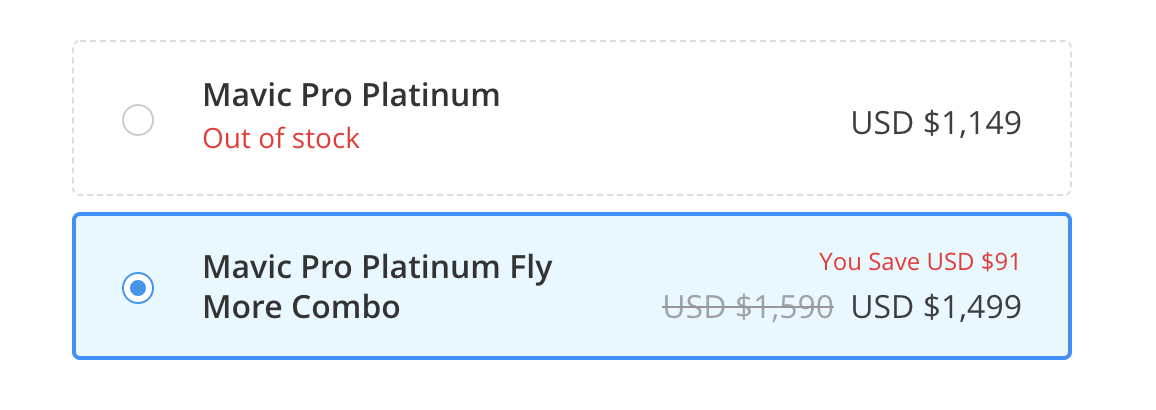 Mavic Pro Platinum
Out of stock
USD $1,149
Mavic Pro Platinum Fly
More Combo
You Save USD $91
USD $1,590 USD $1,499